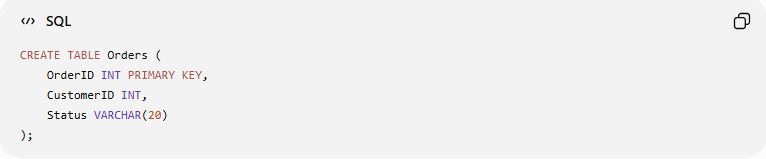 </> SQL
CREATE TABLE Orders (
    OrderID INT PRIMARY KEY,
    CustomerID INT,
    Status VARCHAR(20)
);